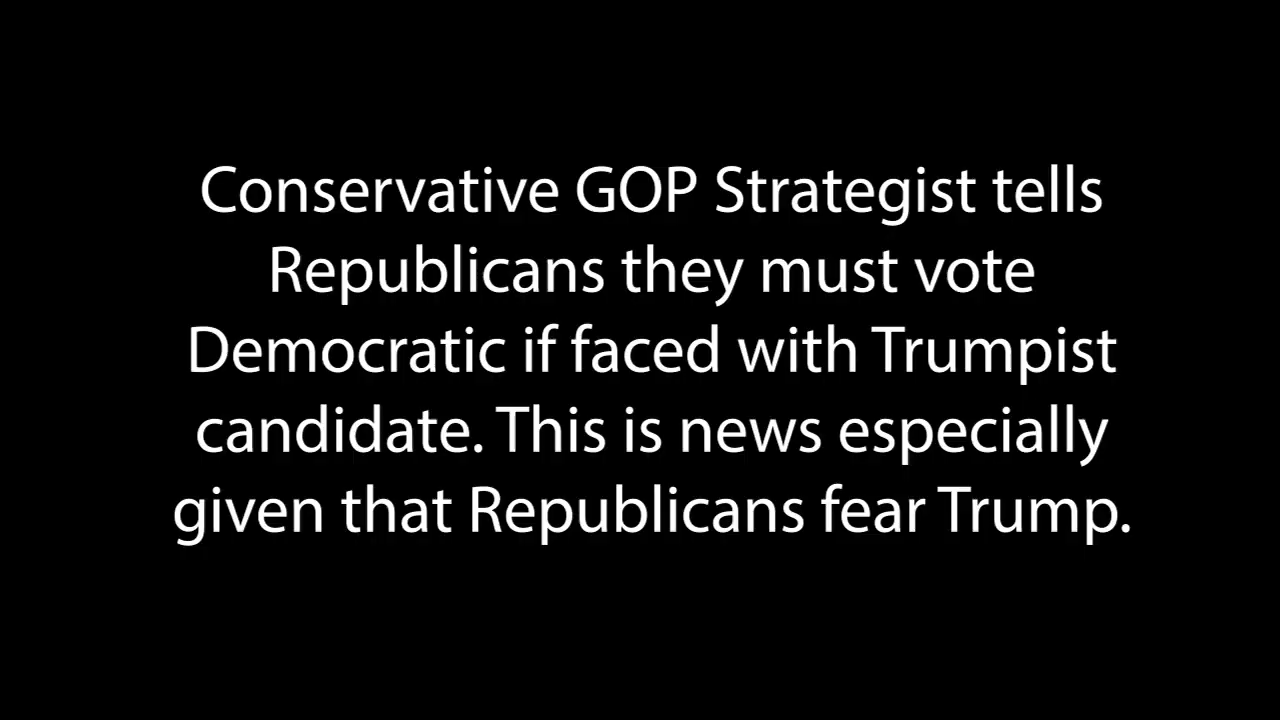 Conservative GOP Strategist tells
Republicans they must vote
Democratic if faced with Trumpist
candidate. This is news especially
given that Republicans fear Trump.